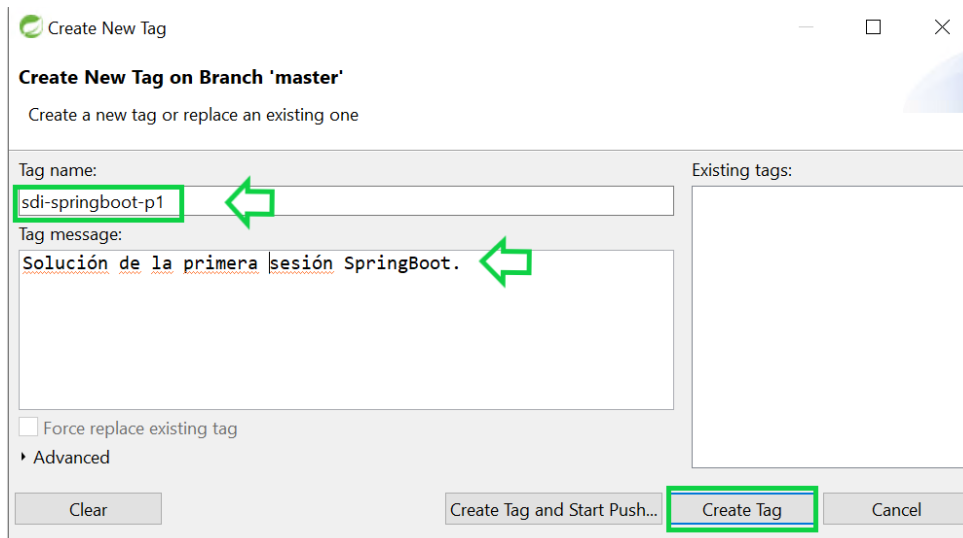 Create New Tag
Create New Tag on Branch 'master'
Create a new tag or replace an existing one
Tag name:
Existing tags:
sdi-springboot-p1
Tag message:
Solución de la primera sesión SpringBoot.
Force replace existing tag
Advanced
Clear
Create Tag and Start Push...
Create Tag
Cancel